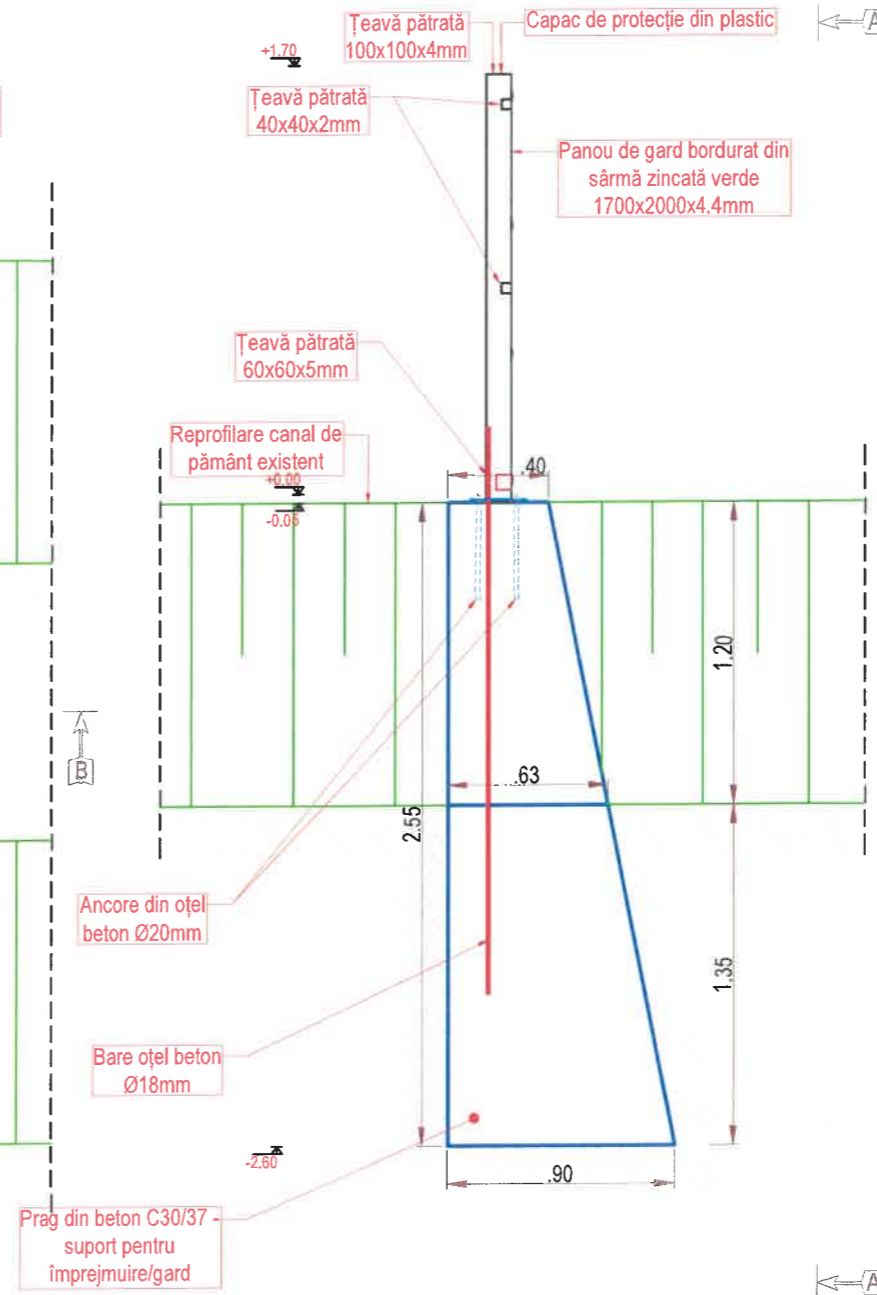 Țeavă pătrată
100x100x4mm
Capac de protecție din plastic
A
+1.70
Țeavă pătrată
40x40x2mm
Panou de gard bordurat din
sârmă zincată verde
1700x2000x4.4mm
Țeavă pătrată
60x60x5mm
Reprofilare canal de
pământ existent
.40
+0.00
-0.05
1.20
B
.63
2.55
Ancore din oțel
beton Ø20mm
1.35
Bare oțel beton
Ø18mm
-2.60
.90
Prag din beton C30/37 -
suport pentru
împrejmuire/gard
A